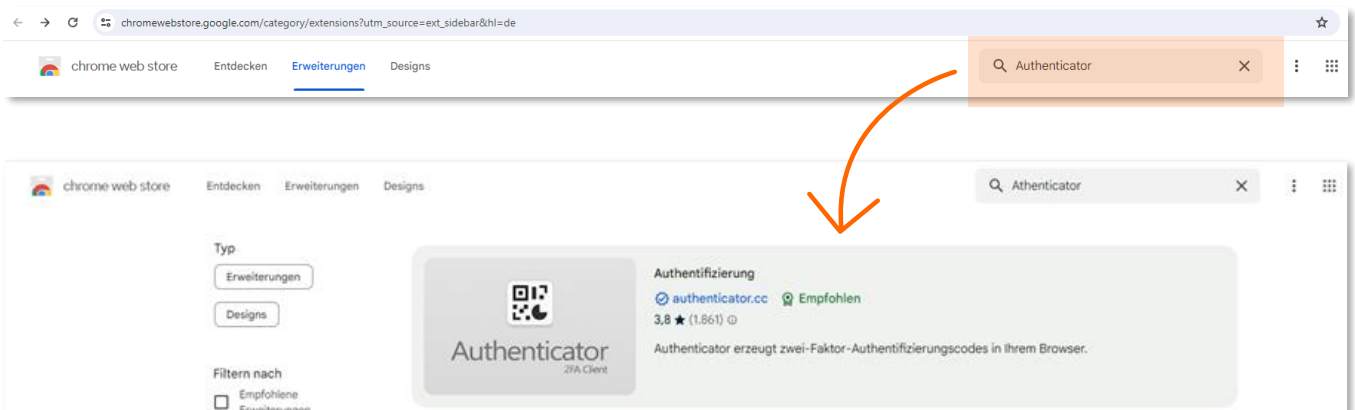 chromewebstore.google.com/category/extensions?utm_source=ext_sidebar&hl=de
chrome web store Entdecken Erweiterungen Designs Authenticator
chrome web store Entdecken Erweiterungen Designs Athenticator
Typ
Erweiterungen
Designs
Filtern nach
Empfohlene
Erweiterungen
Authenticator
2FA Client
Authentifizierung
authenticator.cc Empfohlen
3,8 ★ (1.861)
Authenticator erzeugt zwei-Faktor-Authentifizierungscodes in Ihrem Browser.